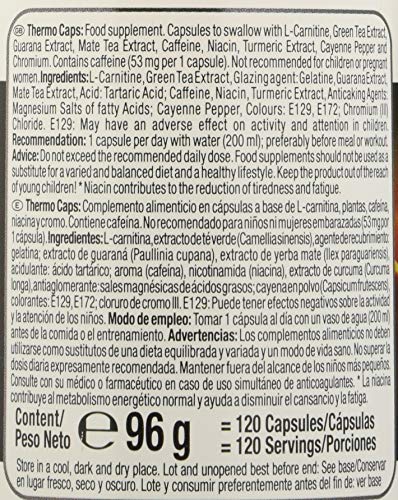 GB Thermo Caps: Food supplement. Capsules to swallow with L-Carnitine, Green Tea Extract,
Guarana Extract, Mate Tea Extract, Caffeine, Niacin, Turmeric Extract, Cayenne Pepper and
Chromium. Contains caffeine (53 mg per 1 capsule). Not recommended for children or pregnant
women. Ingredients: L-Carnitine, Green Tea Extract, Glazing agent: Gelatine, Guarana Extract,
Mate Tea Extract, Acid: Tartaric Acid; Caffeine, Niacin, Turmeric Extract, Anticaking Agents:
Magnesium Salts of fatty Acids; Cayenne Pepper, Colours: E129, E172; Chromium (III)
Chloride. E129: May have an adverse effect on activity and attention in children.
Recommendation: 1 capsule per day with water (200 ml); preferably before meal or workout.
Advice: Do not exceed the recommended daily dose. Food supplements should not be used as a
substitute for a varied and balanced diet and a healthy lifestyle. Keep the product out of the reach
of young children! * Niacin contributes to the reduction of tiredness and fatigue.
E Thermo Caps: Complemento alimenticio en cápsulas a base de L-carnitina, plantas, cafeína,
niacina y cromo. Contiene cafeína. No recomendado para niños ni mujeres embarazadas (53 mg por
1 cápsula). Ingredientes: L-carnitina, extracto de té verde (Camellia sinensis), agente de recubrimiento:
gelatina; extracto de guaraná (Paullinia cupana), extracto de yerba mate (Ilex paraguariensis),
acidulante: ácido tartárico; aroma (cafeína), nicotinamida (niacina), extracto de curcuma (Curcuma
longa), antiaglomerante: sales magnésicas de ácidos grasos; cayena en polvo (Capsicum frutescens),
colorantes: E129, E172; cloruro de cromo III. E129: Puede tener efectos negativos sobre la actividad
y la atención de los niños. Modo de empleo: Tomar 1 cápsula al día con un vaso de agua (200 ml)
antes de la comida o el entrenamiento. Advertencias: Los complementos alimenticios no deben
utilizarse como sustitutos de una dieta equilibrada y variada y un modo de vida sano. No superar la
dosis diaria expresamente recomendada. Mantener fuera del alcance de los niños más pequeños.
Consulte con su médico o farmacéutico en caso de uso simultáneo de anticoagulantes. * La niacina
contribuye al metabolismo energético normal y ayuda a disminuir el cansancio y la fatiga.
Content/
Peso Neto ℮ 96 g = 120 Capsules/Cápsulas
= 120 Servings/Porciones
Store in a cool, dark and dry place. Lot and unopened best before end: See base/Conservar
en lugar fresco, seco y oscuro. Lote y consumir preferentemente antes del fin de: ver base